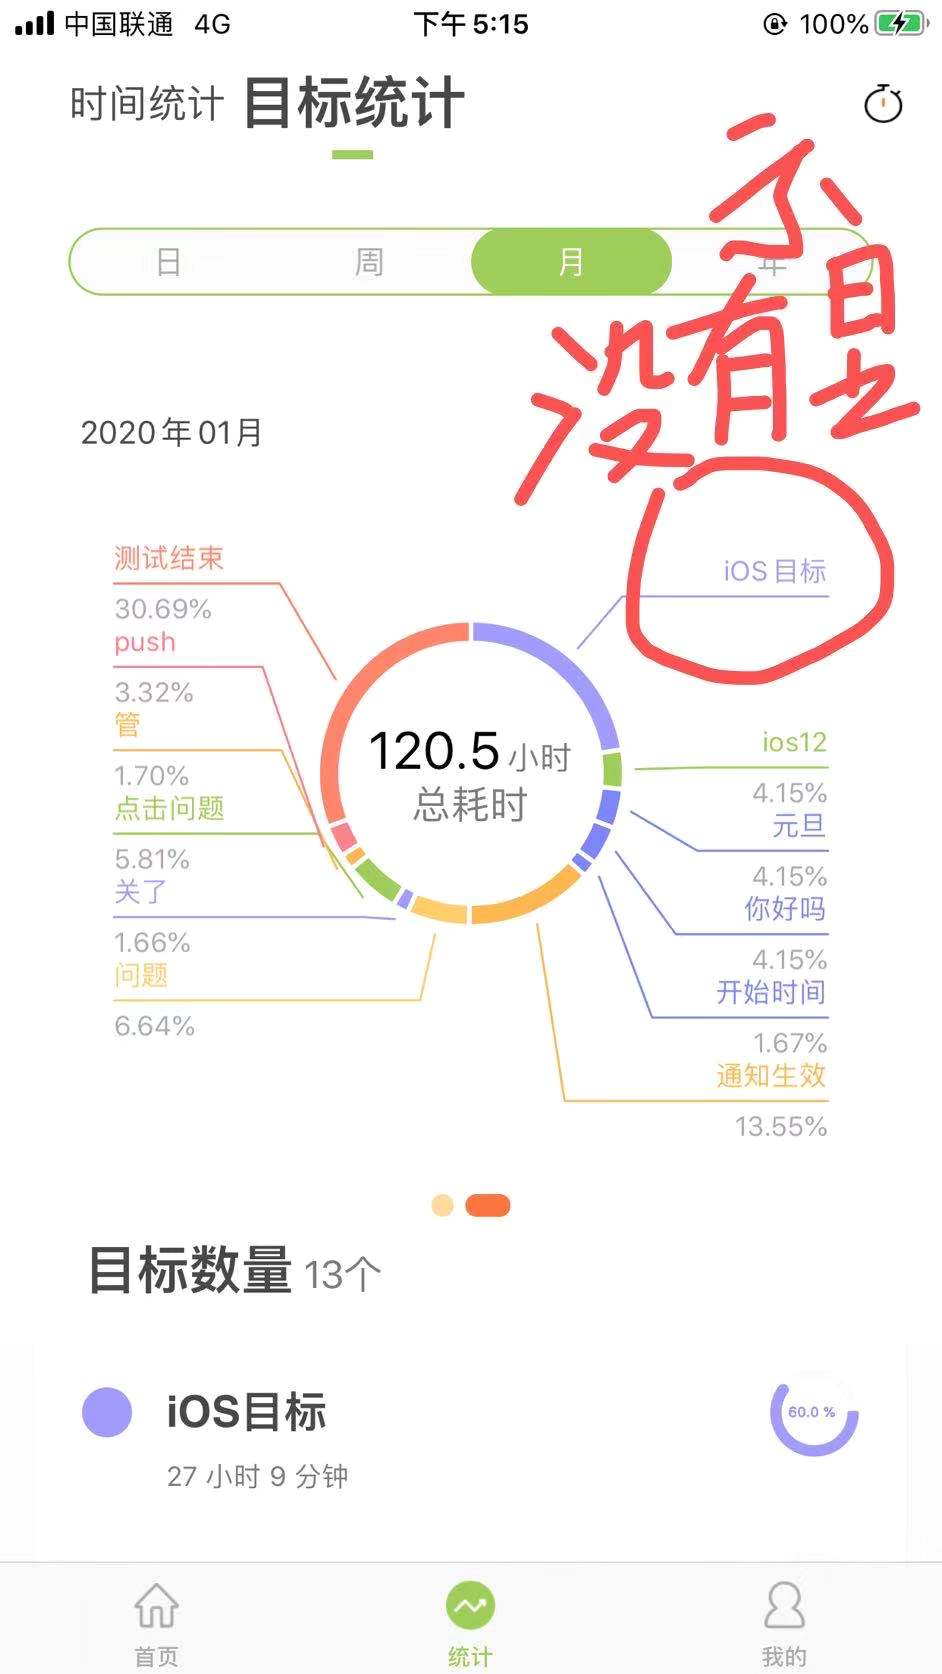 中国联通 4G 下午 5:15 100%
时间统计 目标统计
日 周 月 年
没有显示
2020年01月
测试结束
30.69%
push
3.32%
管
1.70%
点击问题
5.81%
关了
1.66%
问题
6.64%
120.5 小时
总耗时
iOS目标
ios12
4.15%
元旦
4.15%
你好吗
4.15%
开始时间
1.67%
通知生效
13.55%
目标数量 13个
iOS目标
27 小时 9 分钟
60.0 %
首页 统计 我的